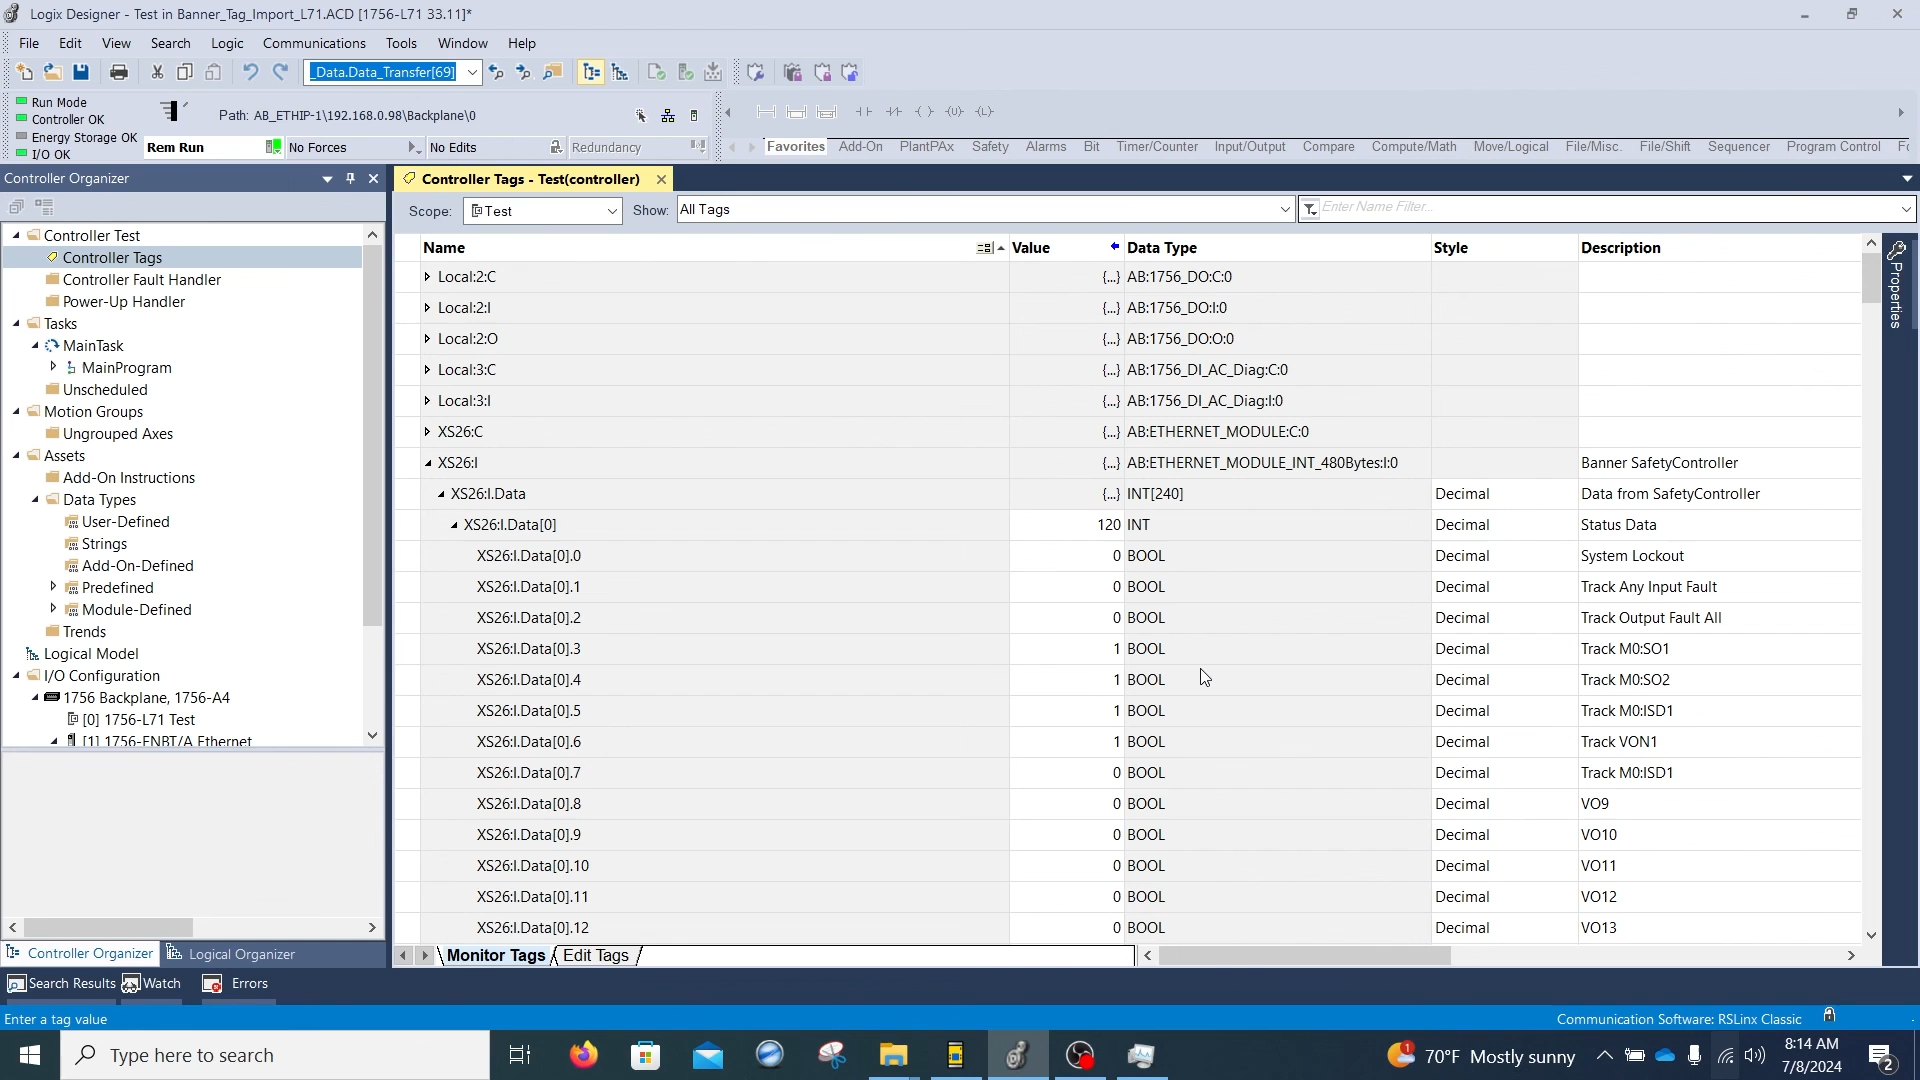 Logix Designer - Test in Banner_Tag_Import_L71.ACD [1756-L71 33.11]*
File Edit View Search Logic Communications Tools Window Help
_Data.Data_Transfer[69]
Run Mode
Controller OK
Energy Storage OK
I/O OK
Path: AB_ETHIP-1\192.168.0.98\Backplane\0
Rem Run No Forces No Edits Redundancy
Favorites Add-On PlantPAx Safety Alarms Bit Timer/Counter Input/Output Compare Compute/Math Move/Logical File/Misc. File/Shift Sequencer Program Control
Controller Organizer
Controller Test
Controller Tags
Controller Fault Handler
Power-Up Handler
Tasks
MainTask
MainProgram
Unscheduled
Motion Groups
Ungrouped Axes
Assets
Add-On Instructions
Data Types
User-Defined
Strings
Add-On-Defined
Predefined
Module-Defined
Trends
Logical Model
I/O Configuration
1756 Backplane, 1756-A4
[0] 1756-L71 Test
[1] 1756-ENBT/A Ethernet
Controller Organizer Logical Organizer
Controller Tags - Test(controller)
Scope: Test Show: All Tags Enter Name Filter...
Name Value Data Type Style Description
Local:2:C {...} AB:1756_DO:C:0
Local:2:I {...} AB:1756_DO:I:0
Local:2:O {...} AB:1756_DO:O:0
Local:3:C {...} AB:1756_DI_AC_Diag:C:0
Local:3:I {...} AB:1756_DI_AC_Diag:I:0
XS26:C {...} AB:ETHERNET_MODULE:C:0
XS26:I {...} AB:ETHERNET_MODULE_INT_480Bytes:I:0 Banner SafetyController
XS26:I.Data {...} INT[240] Decimal Data from SafetyController
XS26:I.Data[0] 120 INT Decimal Status Data
XS26:I.Data[0].0 0 BOOL Decimal System Lockout
XS26:I.Data[0].1 0 BOOL Decimal Track Any Input Fault
XS26:I.Data[0].2 0 BOOL Decimal Track Output Fault All
XS26:I.Data[0].3 1 BOOL Decimal Track M0:SO1
XS26:I.Data[0].4 1 BOOL Decimal Track M0:SO2
XS26:I.Data[0].5 1 BOOL Decimal Track M0:ISD1
XS26:I.Data[0].6 1 BOOL Decimal Track VON1
XS26:I.Data[0].7 0 BOOL Decimal Track M0:ISD1
XS26:I.Data[0].8 0 BOOL Decimal VO9
XS26:I.Data[0].9 0 BOOL Decimal VO10
XS26:I.Data[0].10 0 BOOL Decimal VO11
XS26:I.Data[0].11 0 BOOL Decimal VO12
XS26:I.Data[0].12 0 BOOL Decimal VO13
Monitor Tags Edit Tags
Properties
Search Results Watch Errors
Enter a tag value Communication Software: RSLinx Classic
Type here to search
1
70°F Mostly sunny
8:14 AM
7/8/2024
2